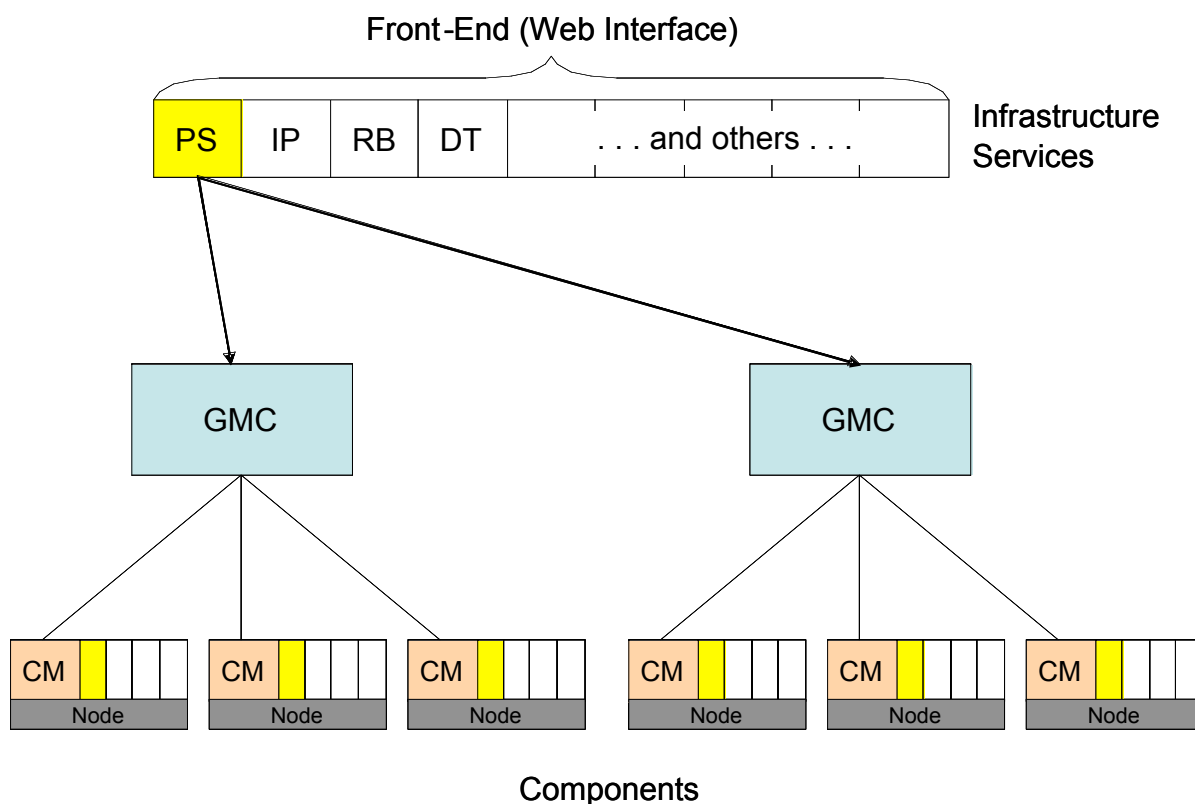 Front-End (Web Interface)
PS IP RB DT . . . and others . . .
Infrastructure
Services
GMC GMC
CM CM CM CM CM CM
Node Node Node Node Node Node
Components